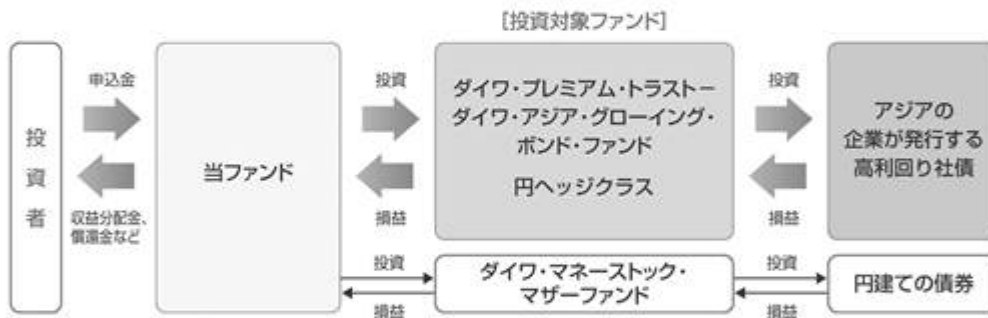 [投資対象ファンド]
投資者
申込金
収益分配金、
償還金など
当ファンド
投資
損益
ダイワ・プレミアム・トラスト－
ダイワ・アジア・グローイング・
ボンド・ファンド
円ヘッジクラス
投資
損益
アジアの
企業が発行する
高利回り社債
投資
損益
ダイワ・マネーストック・
マザーファンド
投資
損益
円建ての債券